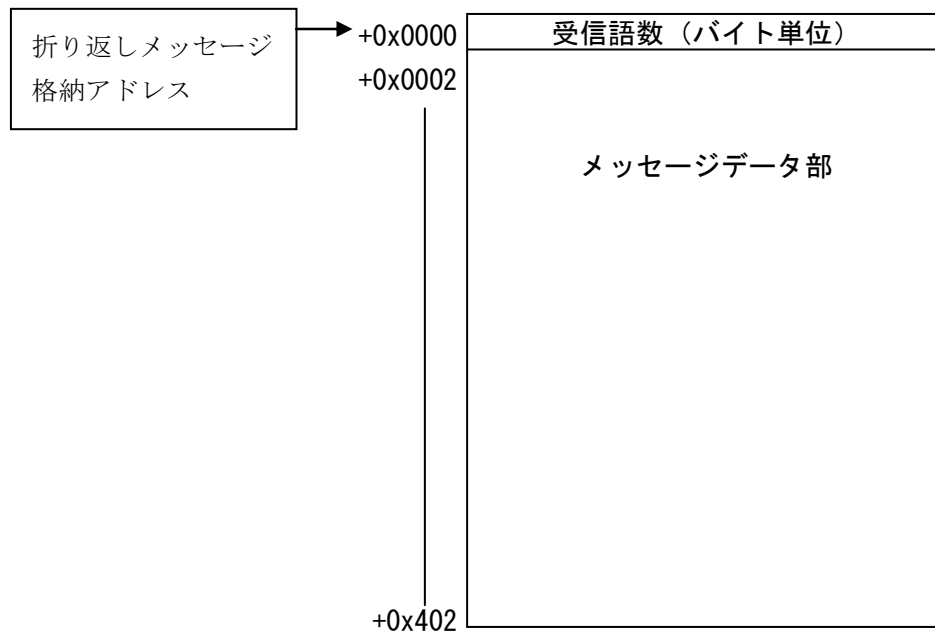 折り返しメッセージ
格納アドレス
+0x0000
受信語数（バイト単位）
+0x0002
メッセージデータ部
+0x402